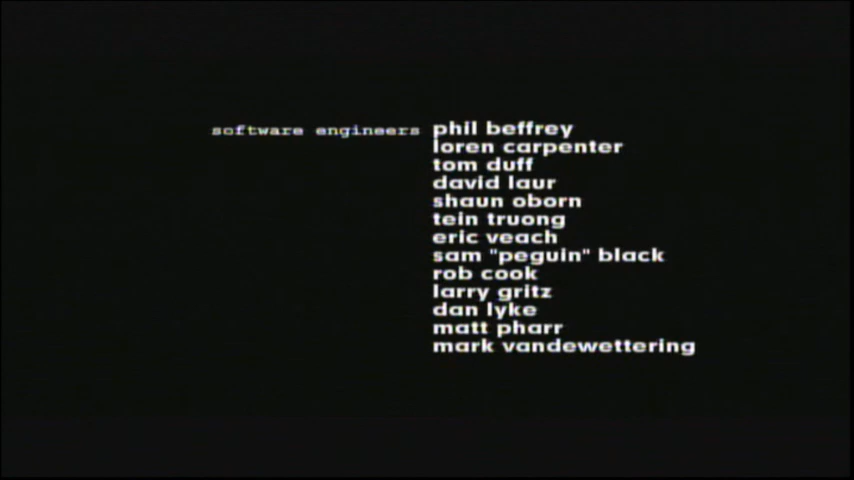 software engineers phil beffrey
loren carpenter
tom duff
david laur
shaun oborn
tein truong
eric veach
sam "peguin" black
rob cook
larry gritz
dan lyke
matt pharr
mark vandewettering